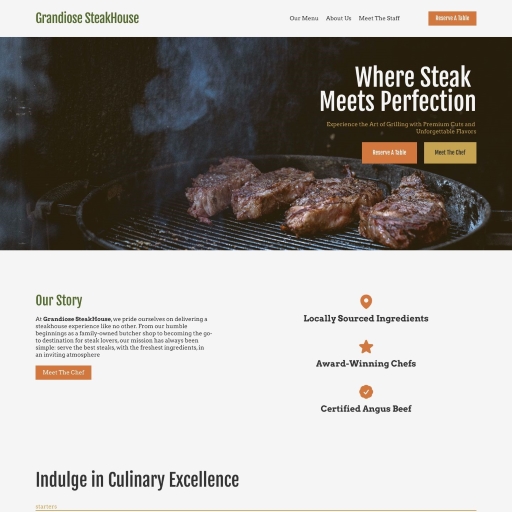 Grandiose SteakHouse
Our Menu About Us Meet The Staff Reserve A Table
Where Steak
Meets Perfection
Experience the Art of Grilling with Premium Cuts and
Unforgettable Flavors
Reserve A Table Meet The Chef
Our Story
At Grandiose SteakHouse, we pride ourselves on delivering a
steakhouse experience like no other. From our humble
beginnings as a family-owned butcher shop to becoming the go-
to destination for steak lovers, our mission has always been
simple: serve the best steaks, with the freshest ingredients, in
an inviting atmosphere
Meet The Chef
Locally Sourced Ingredients
Award-Winning Chefs
Certified Angus Beef
Indulge in Culinary Excellence
starters